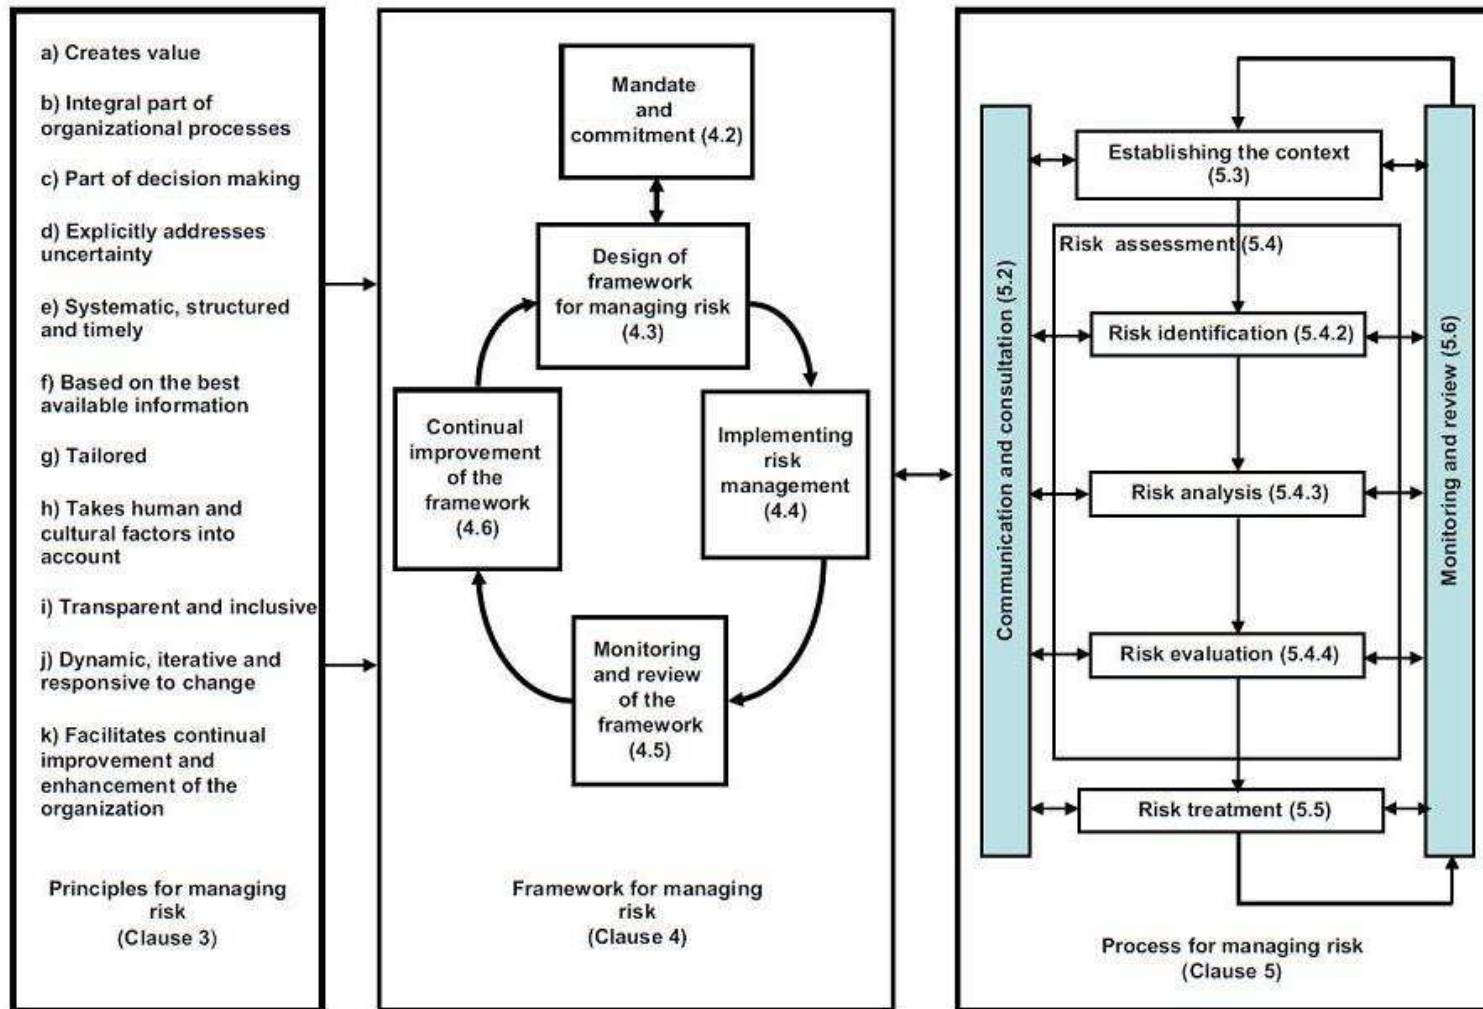 a) Creates value
b) Integral part of
organizational processes
c) Part of decision making
d) Explicitly addresses
uncertainty
e) Systematic, structured
and timely
f) Based on the best
available information
g) Tailored
h) Takes human and
cultural factors into
account
i) Transparent and inclusive
j) Dynamic, iterative and
responsive to change
k) Facilitates continual
improvement and
enhancement of the
organization
Principles for managing
risk
(Clause 3)
Mandate
and
commitment (4.2)
Design of
framework
for managing risk
(4.3)
Implementing
risk
management
(4.4)
Monitoring
and review
of the
framework
(4.5)
Continual
improvement
of the
framework
(4.6)
Framework for managing
risk
(Clause 4)
Communication and consultation (5.2)
Establishing the context
(5.3)
Risk assessment (5.4)
Risk identification (5.4.2)
Risk analysis (5.4.3)
Risk evaluation (5.4.4)
Risk treatment (5.5)
Monitoring and review (5.6)
Process for managing risk
(Clause 5)